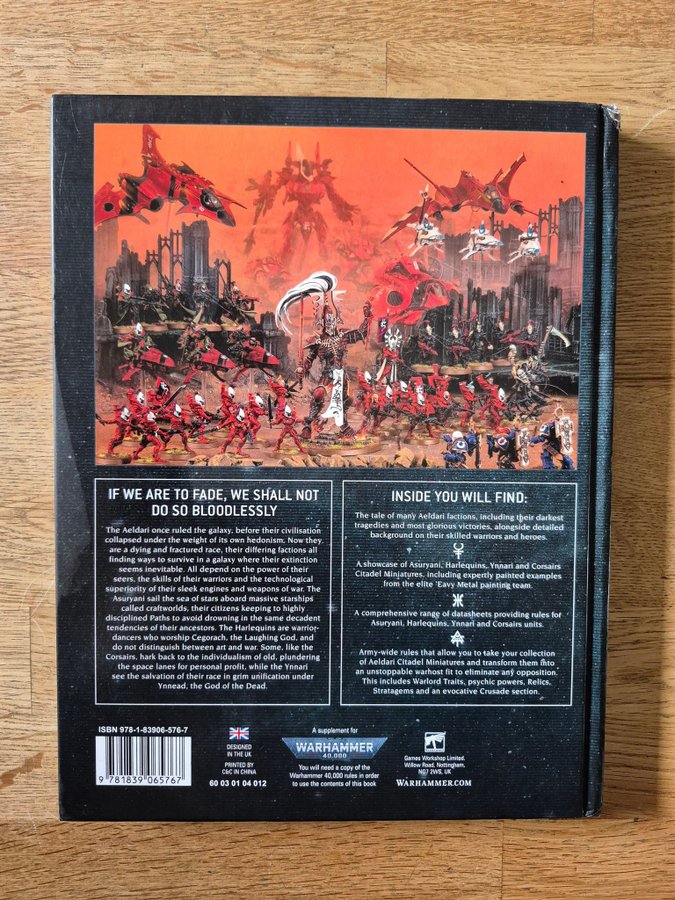 IF WE ARE TO FADE, WE SHALL NOT
DO SO BLOODLESSLY
The Aeldari once ruled the galaxy, before their civilisation
collapsed under the weight of its own hedonism. Now they
are a dying and fractured race, their differing factions all
finding ways to survive in a galaxy where their extinction
seems inevitable. All depend on the power of their
seers, the skills of their warriors and the technological
superiority of their sleek engines and weapons of war. The
Asuryani sail the sea of stars aboard massive starships
called craftworlds, their citizens keeping to highly
disciplined Paths to avoid drowning in the same decadent
tendencies of their ancestors. The Harlequins are warrior-
dancers who worship Cegorach, the Laughing God, and
do not distinguish between art and war. Some, like the
Corsairs, hark back to the individualism of old, plundering
the space lanes for personal profit, while the Ynnari
see the salvation of their race in grim unification under
Ynnead, the God of the Dead.
INSIDE YOU WILL FIND:
The tale of many Aeldari factions, including their darkest
tragedies and most glorious victories, alongside detailed
background on their skilled warriors and heroes.
A showcase of Asuryani, Harlequins, Ynnari and Corsairs
Citadel Miniatures, including expertly painted examples
from the elite 'Eavy Metal painting team.
A comprehensive range of datasheets providing rules for
Asuryani, Harlequins, Ynnari and Corsairs units.
Army-wide rules that allow you to take your collection
of Aeldari Citadel Miniatures and transform them into
an unstoppable warhost fit to eliminate any opposition.
This includes Warlord Traits, psychic powers, Relics,
Stratagems and an evocative Crusade section.
ISBN 978-1-83906-576-7
9 781839 065767
DESIGNED
IN THE UK
PRINTED BY
C&C IN CHINA
60 03 01 04 012
A supplement for
WARHAMMER
40,000
You will need a copy of the
Warhammer 40,000 rules in order
to use the contents of this book
Games Workshop Limited,
Willow Road, Nottingham,
NG7 2WS, UK
WARHAMMER.COM